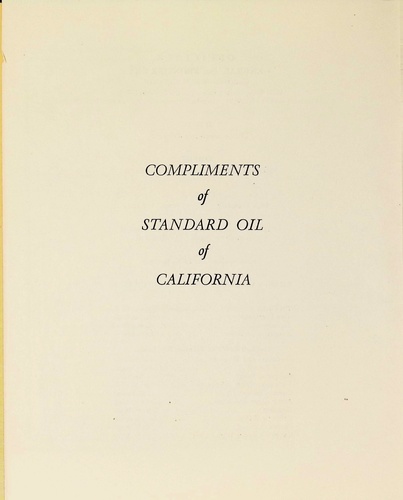 COMPLIMENTS
of
STANDARD OIL
of
CALIFORNIA